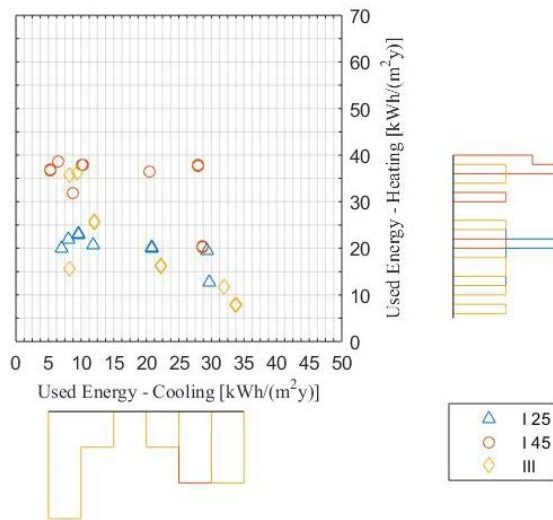 70
60
50
40
30
20
10
0
Used Energy - Heating [kWh/(m²y)]
0 5 10 15 20 25 30 35 40 45 50
Used Energy - Cooling [kWh/(m²y)]
I 25
I 45
III